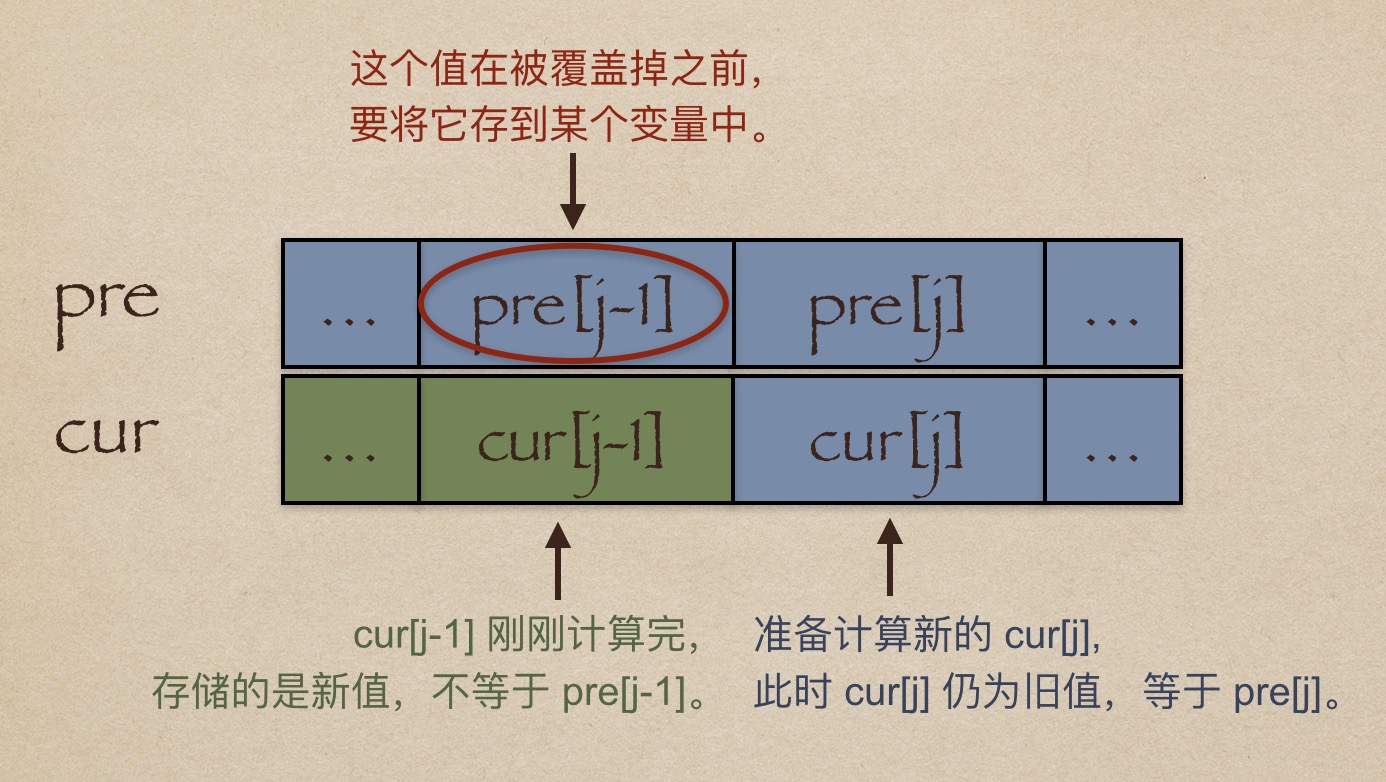 这个值在被覆盖掉之前，
要将它存到某个变量中。
pre
… pre[j-1] pre[j] …
cur
… cur[j-1] cur[j] …
cur[j-1] 刚刚计算完，
存储的是新值，不等于 pre[j-1]。
准备计算新的 cur[j],
此时 cur[j] 仍为旧值，等于 pre[j]。